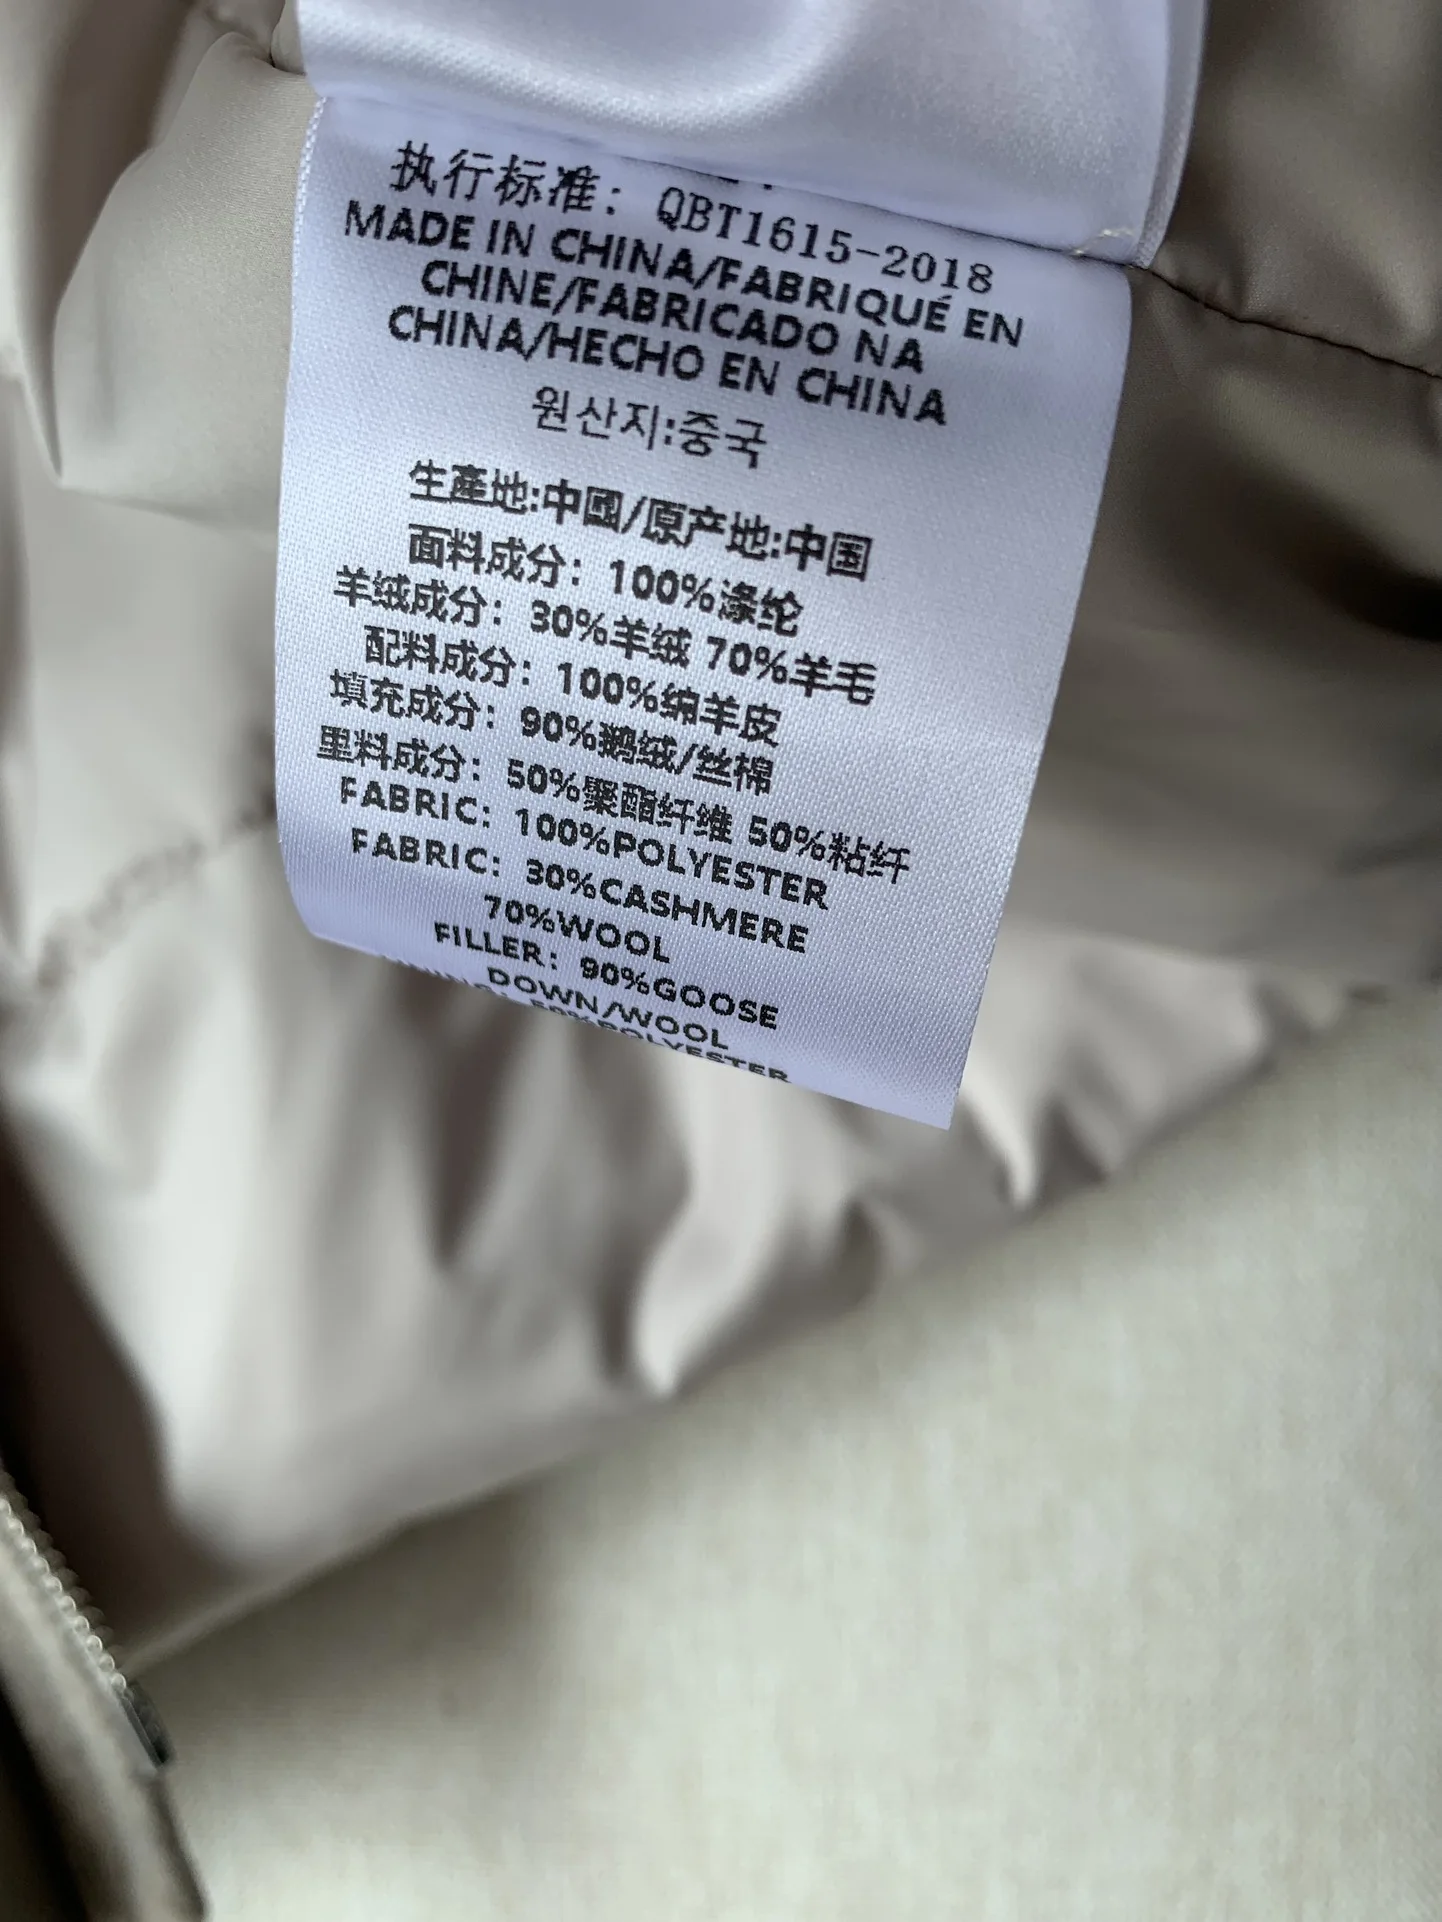 执行标准: QBT1615-2018
MADE IN CHINA/FABRIQUÉ EN
CHINE/FABRICADO NA
CHINA/HECHO EN CHINA
원산지:중국
生產地:中國/原产地:中国
面料成分: 100%涤纶
羊绒成分: 30%羊绒 70%羊毛
配料成分: 100%绵羊皮
填充成分: 90%鹅绒/丝棉
里料成分: 50%聚酯纤维 50%粘纤
FABRIC: 100%POLYESTER
FABRIC: 30%CASHMERE
70%WOOL
FILLER: 90%GOOSE
DOWN/WOOL
50%POLYESTER